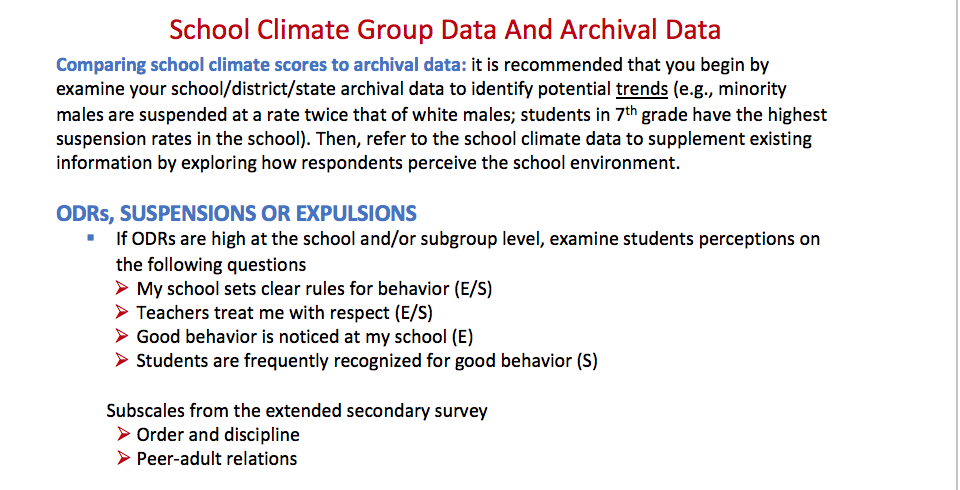 School Climate Group Data And Archival Data
Comparing school climate scores to archival data: it is recommended that you begin by
examine your school/district/state archival data to identify potential trends (e.g., minority
males are suspended at a rate twice that of white males; students in 7th grade have the highest
suspension rates in the school). Then, refer to the school climate data to supplement existing
information by exploring how respondents perceive the school environment.
ODRs, SUSPENSIONS OR EXPULSIONS
▪ If ODRs are high at the school and/or subgroup level, examine students perceptions on
the following questions
➢ My school sets clear rules for behavior (E/S)
➢ Teachers treat me with respect (E/S)
➢ Good behavior is noticed at my school (E)
➢ Students are frequently recognized for good behavior (S)
Subscales from the extended secondary survey
➢ Order and discipline
➢ Peer-adult relations